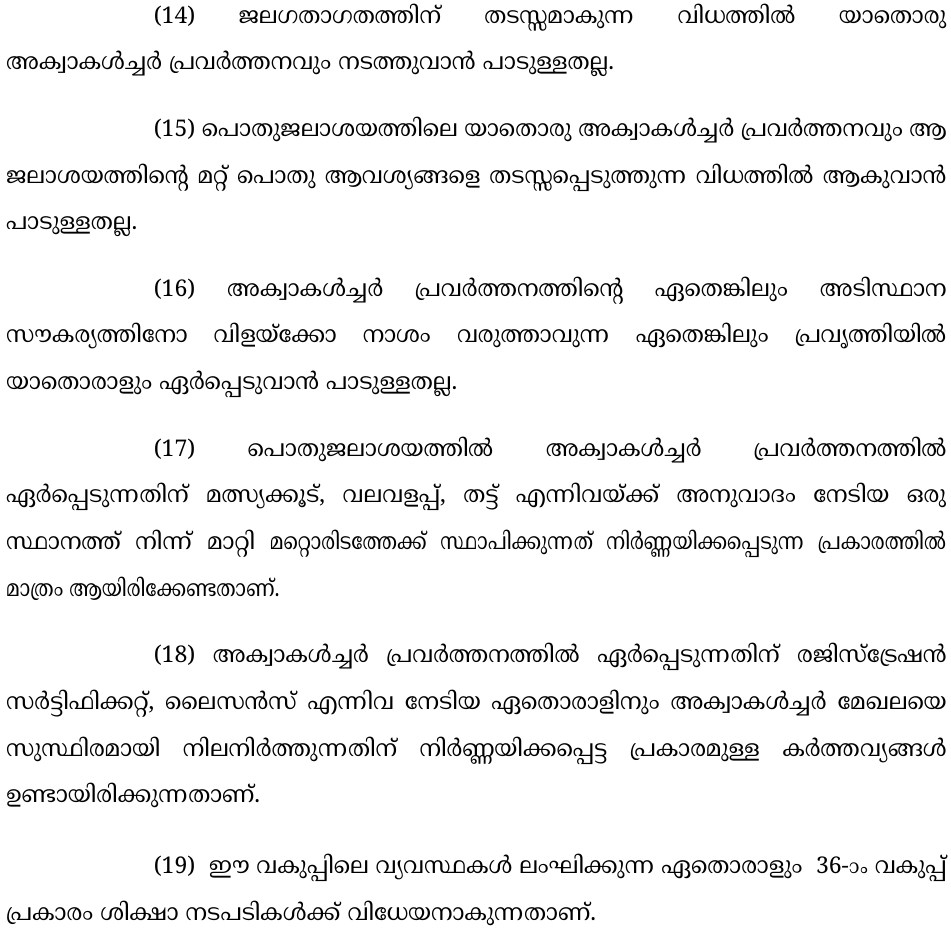 (14) ജലഗതാഗതത്തിന് തടസ്സമാകുന്ന വിധത്തിൽ യാതൊരു
അക്വാകൾച്ചർ പ്രവർത്തനവും നടത്തുവാൻ പാടുള്ളതല്ല.
(15) പൊതുജലാശയത്തിലെ യാതൊരു അക്വാകൾച്ചർ പ്രവർത്തനവും ആ
ജലാശയത്തിന്റെ മറ്റ് പൊതു ആവശ്യങ്ങളെ തടസ്സപ്പെടുത്തുന്ന വിധത്തിൽ ആകുവാൻ
പാടുള്ളതല്ല.
(16) അക്വാകൾച്ചർ പ്രവർത്തനത്തിന്റെ ഏതെങ്കിലും അടിസ്ഥാന
സൗകര്യത്തിനോ വിളയ്ക്കോ നാശം വരുത്താവുന്ന ഏതെങ്കിലും പ്രവൃത്തിയിൽ
യാതൊരാളും ഏർപ്പെടുവാൻ പാടുള്ളതല്ല.
(17) പൊതുജലാശയത്തിൽ അക്വാകൾച്ചർ പ്രവർത്തനത്തിൽ
ഏർപ്പെടുന്നതിന് മത്സ്യക്കൂട്, വലവളപ്പ്, തട്ട് എന്നിവയ്ക്ക് അനുവാദം നേടിയ ഒരു
സ്ഥാനത്ത് നിന്ന് മാറ്റി മറ്റൊരിടത്തേക്ക് സ്ഥാപിക്കുന്നത് നിർണ്ണയിക്കപ്പെടുന്ന പ്രകാരത്തിൽ
മാത്രം ആയിരിക്കേണ്ടതാണ്.
(18) അക്വാകൾച്ചർ പ്രവർത്തനത്തിൽ ഏർപ്പെടുന്നതിന് രജിസ്ട്രേഷൻ
സർട്ടിഫിക്കറ്റ്, ലൈസൻസ് എന്നിവ നേടിയ ഏതൊരാളിനും അക്വാകൾച്ചർ മേഖലയെ
സുസ്ഥിരമായി നിലനിർത്തുന്നതിന് നിർണ്ണയിക്കപ്പെട്ട പ്രകാരമുള്ള കർത്തവ്യങ്ങൾ
ഉണ്ടായിരിക്കുന്നതാണ്.
(19) ഈ വകുപ്പിലെ വ്യവസ്ഥകൾ ലംഘിക്കുന്ന ഏതൊരാളും 36-ാം വകുപ്പ്
പ്രകാരം ശിക്ഷാ നടപടികൾക്ക് വിധേയനാകുന്നതാണ്.